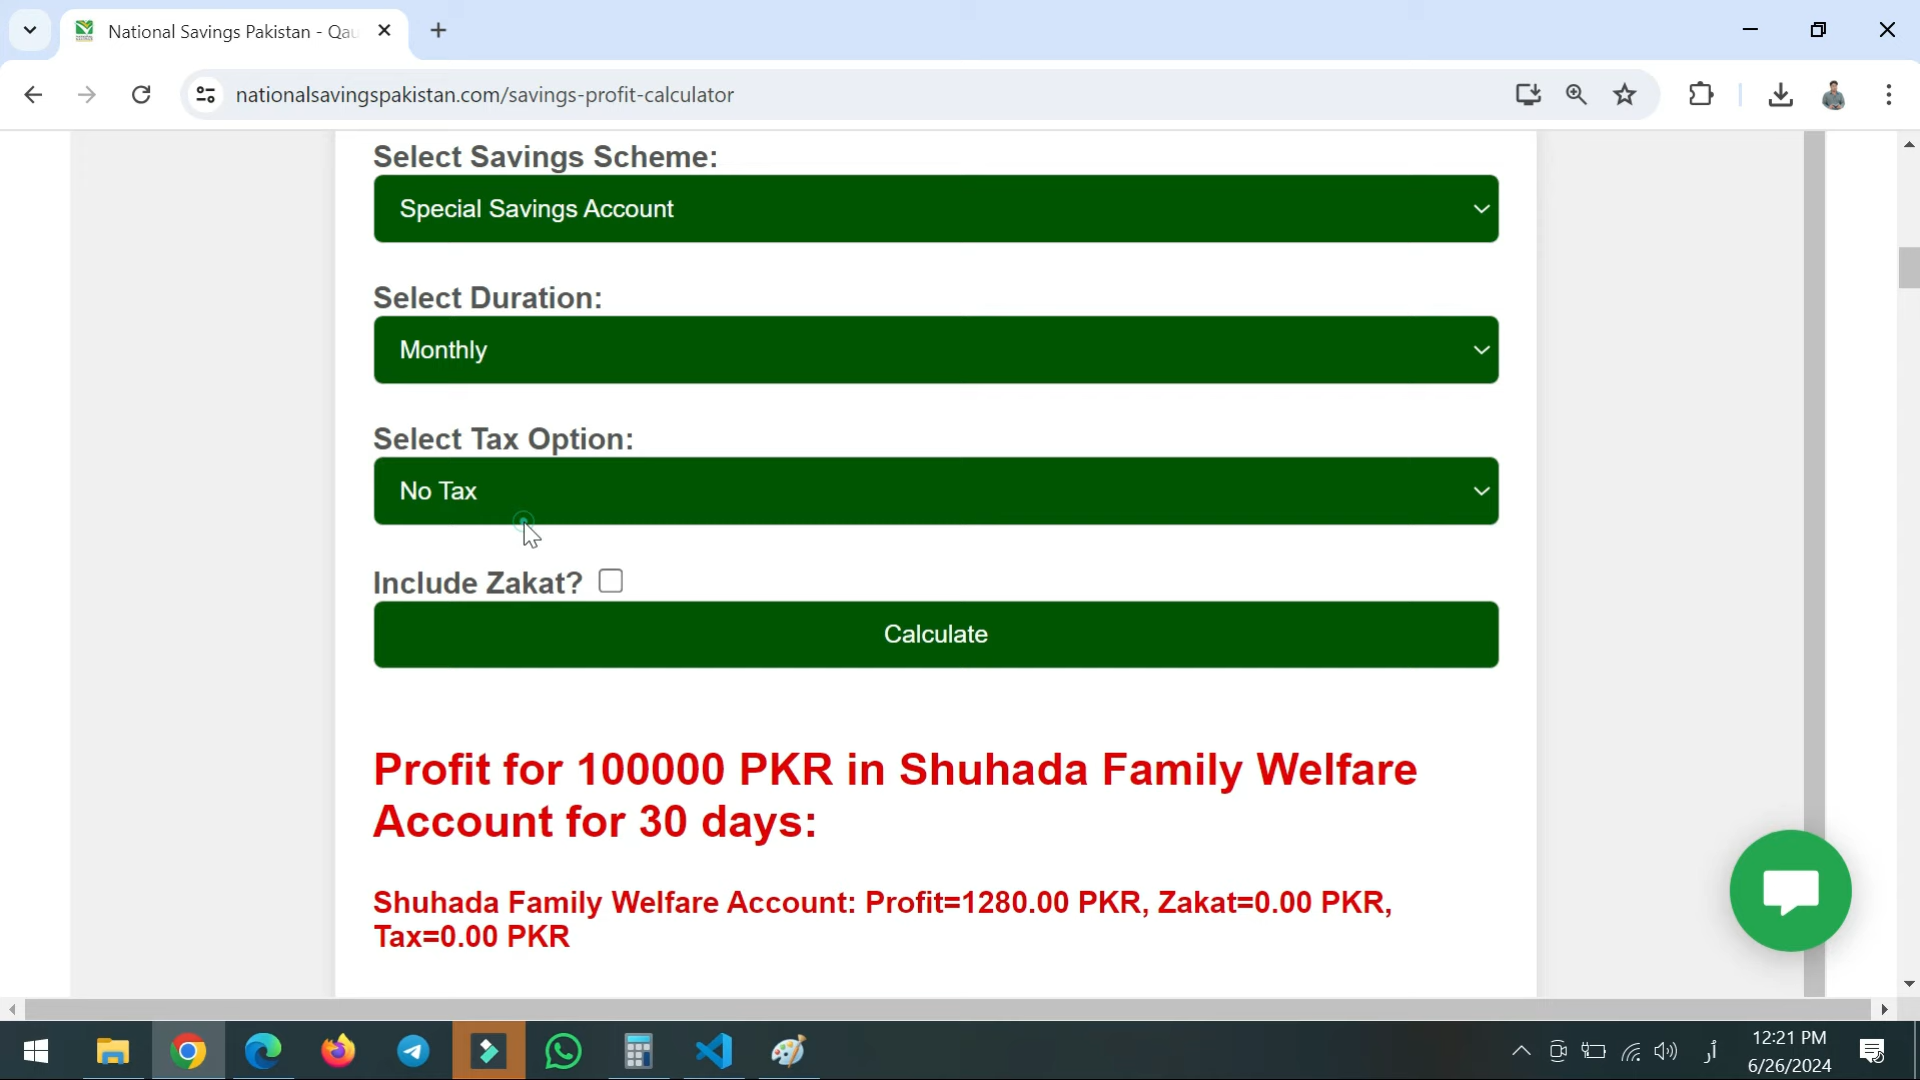 National Savings Pakistan - Qau
nationalsavingspakistan.com/savings-profit-calculator
Select Savings Scheme:
Special Savings Account
Select Duration:
Monthly
Select Tax Option:
No Tax
Include Zakat?
Calculate
Profit for 100000 PKR in Shuhada Family Welfare
Account for 30 days:
Shuhada Family Welfare Account: Profit=1280.00 PKR, Zakat=0.00 PKR,
Tax=0.00 PKR
12:21 PM
6/26/2024